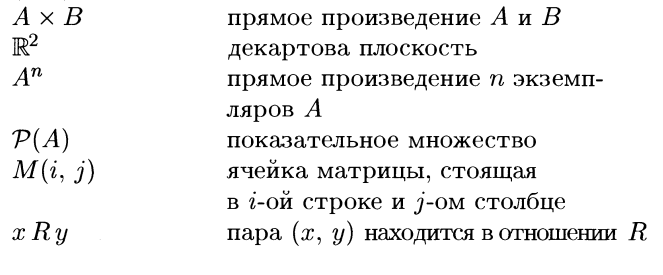 A × B прямое произведение A и B
ℝ² декартова плоскость
Aⁿ прямое произведение n экземп-
ляров A
𝒫(A) показательное множество
M(i, j) ячейка матрицы, стоящая
в i-ой строке и j-ом столбце
x R y пара (x, y) находится в отношении R